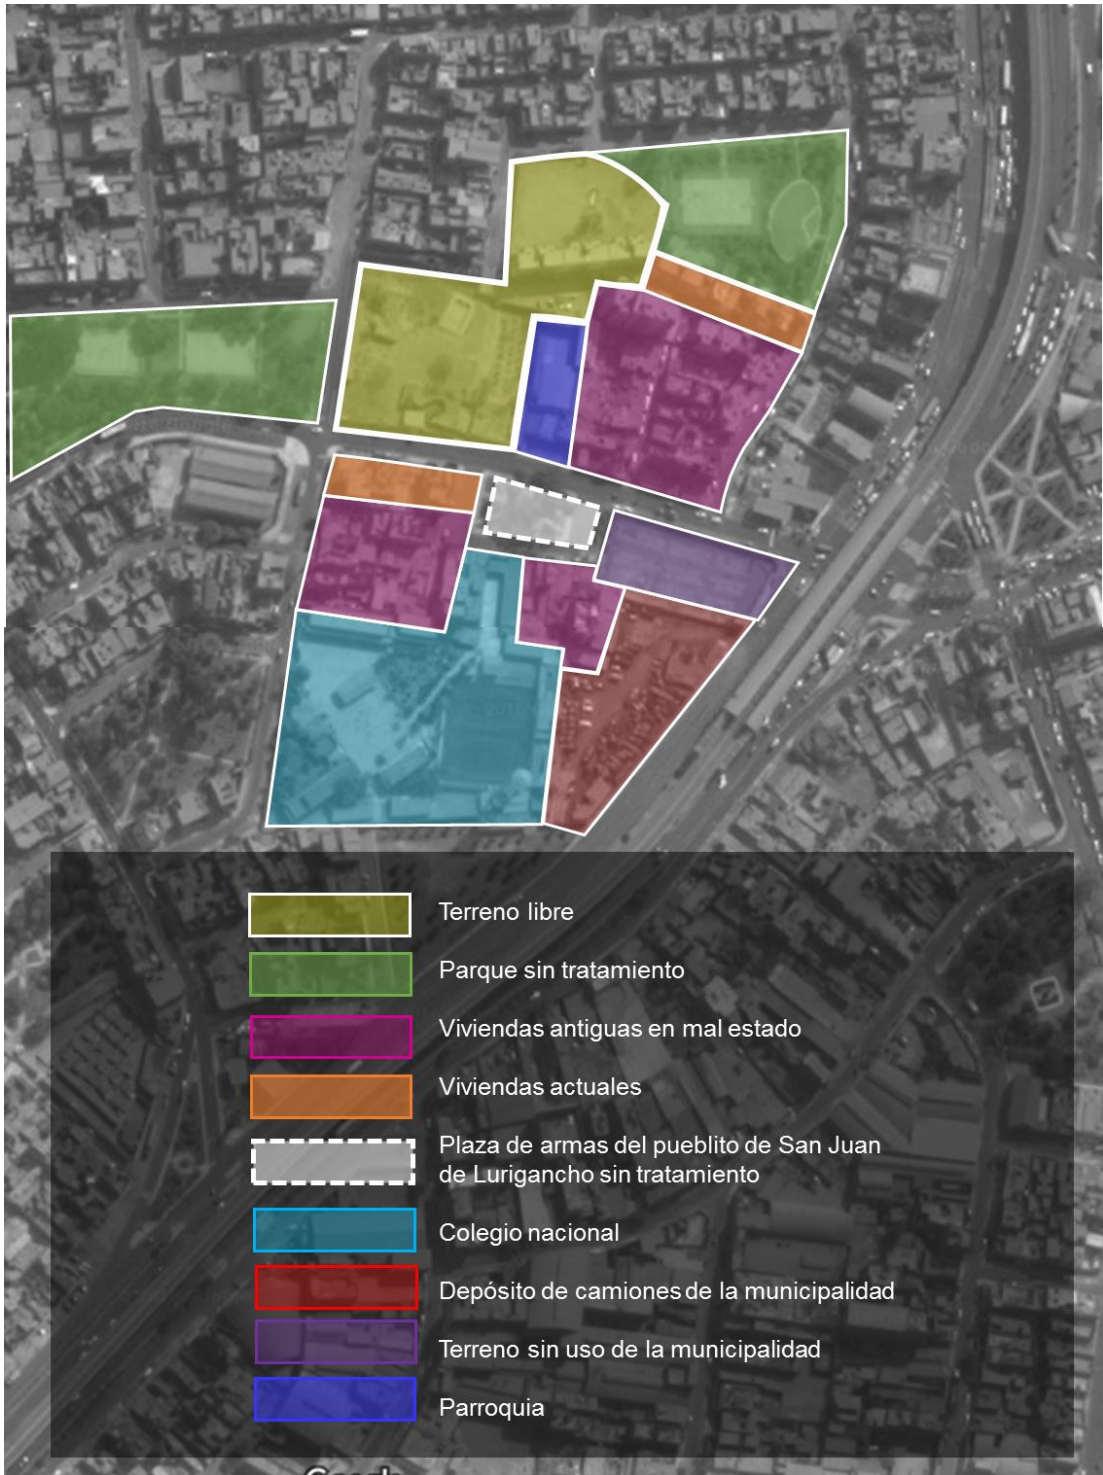 Terreno libre
Parque sin tratamiento
Viviendas antiguas en mal estado
Viviendas actuales
Plaza de armas del pueblito de San Juan
de Lurigancho sin tratamiento
Colegio nacional
Depósito de camiones de la municipalidad
Terreno sin uso de la municipalidad
Parroquia